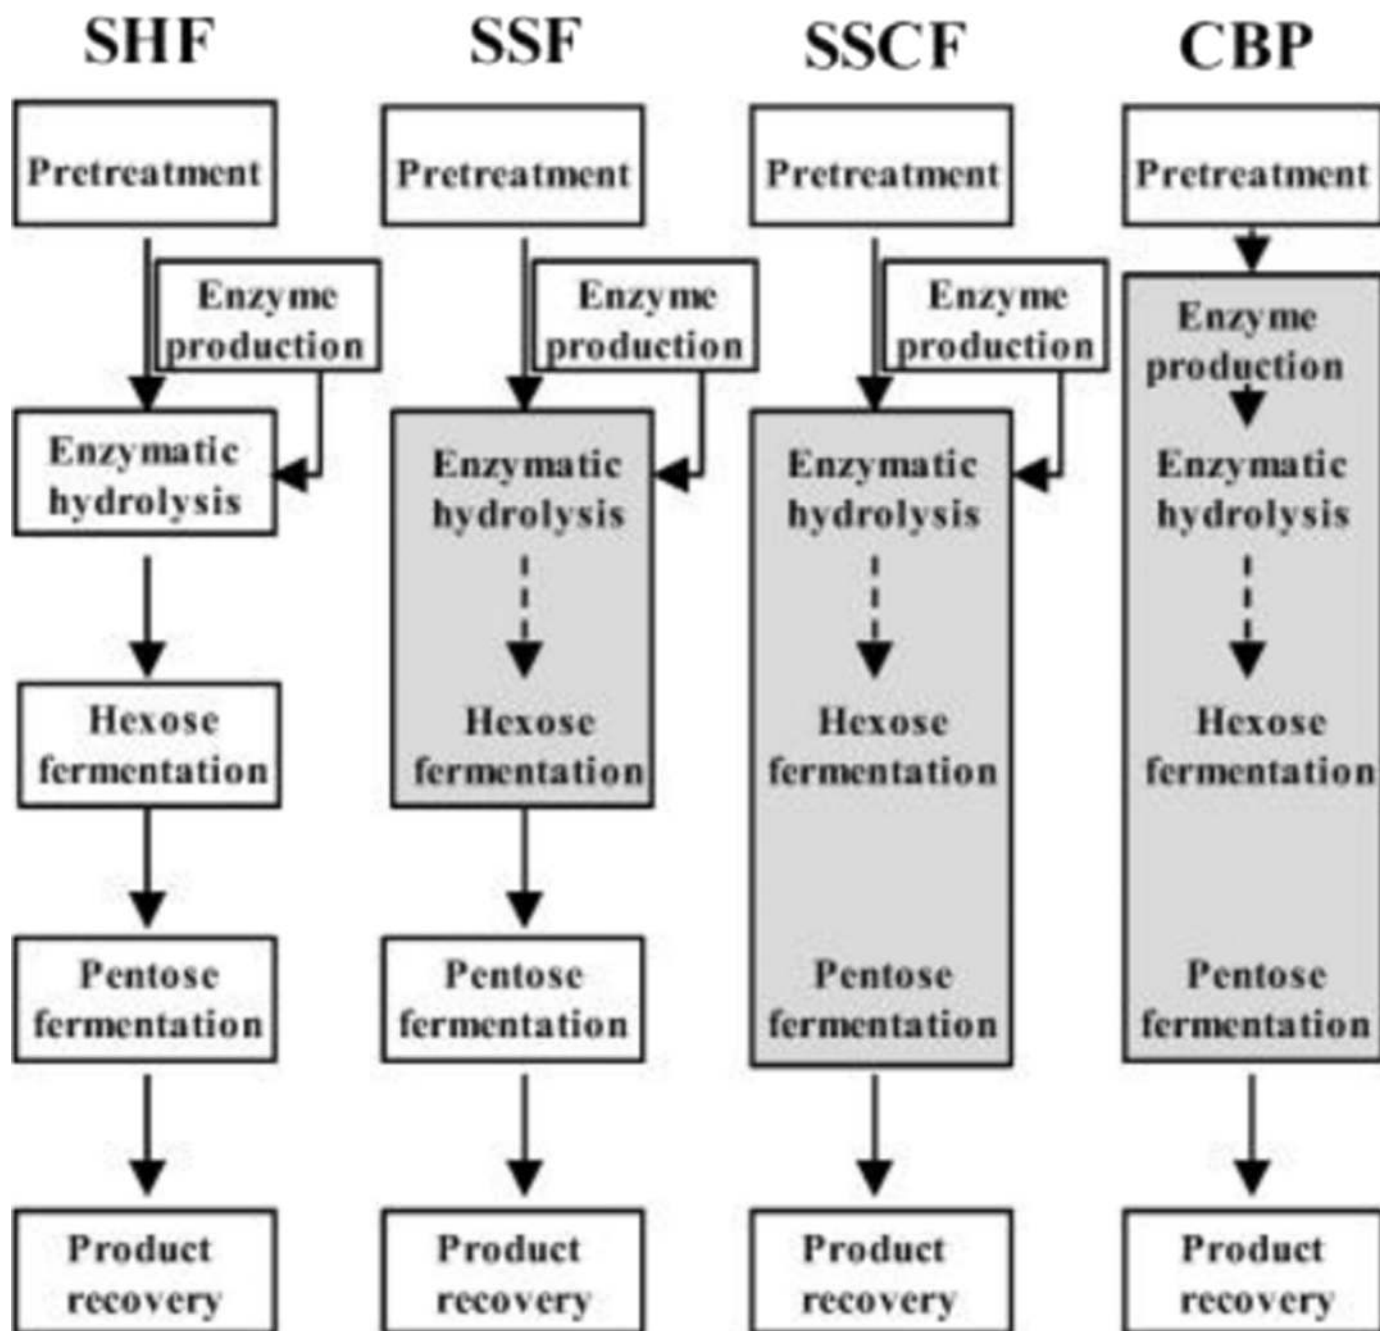 SHF
SSF
SSCF
CBP
Pretreatment
Pretreatment
Pretreatment
Pretreatment
Enzyme
production
Enzyme
production
Enzyme
production
Enzyme
production
Enzymatic
hydrolysis
Enzymatic
hydrolysis
Enzymatic
hydrolysis
Enzymatic
hydrolysis
Hexose
fermentation
Hexose
fermentation
Hexose
fermentation
Hexose
fermentation
Pentose
fermentation
Pentose
fermentation
Pentose
fermentation
Pentose
fermentation
Product
recovery
Product
recovery
Product
recovery
Product
recovery